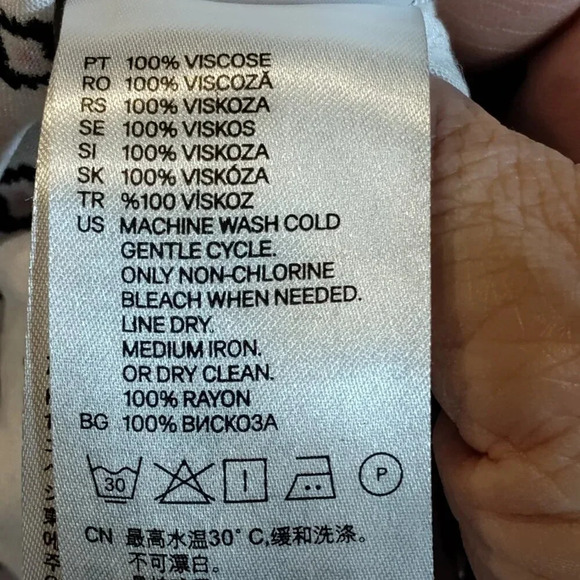 PT 100% VISCOSE
RO 100% VISCOZĂ
RS 100% VISKOZA
SE 100% VISKOS
SI 100% VISKOZA
SK 100% VISKÓZA
TR %100 VİSKOZ
US MACHINE WASH COLD
GENTLE CYCLE.
ONLY NON-CHLORINE
BLEACH WHEN NEEDED.
LINE DRY.
MEDIUM IRON.
OR DRY CLEAN.
100% RAYON
BG 100% ВИСКОЗА
30
P
CN 最高水温30°C,缓和洗涤。
不可漂白。